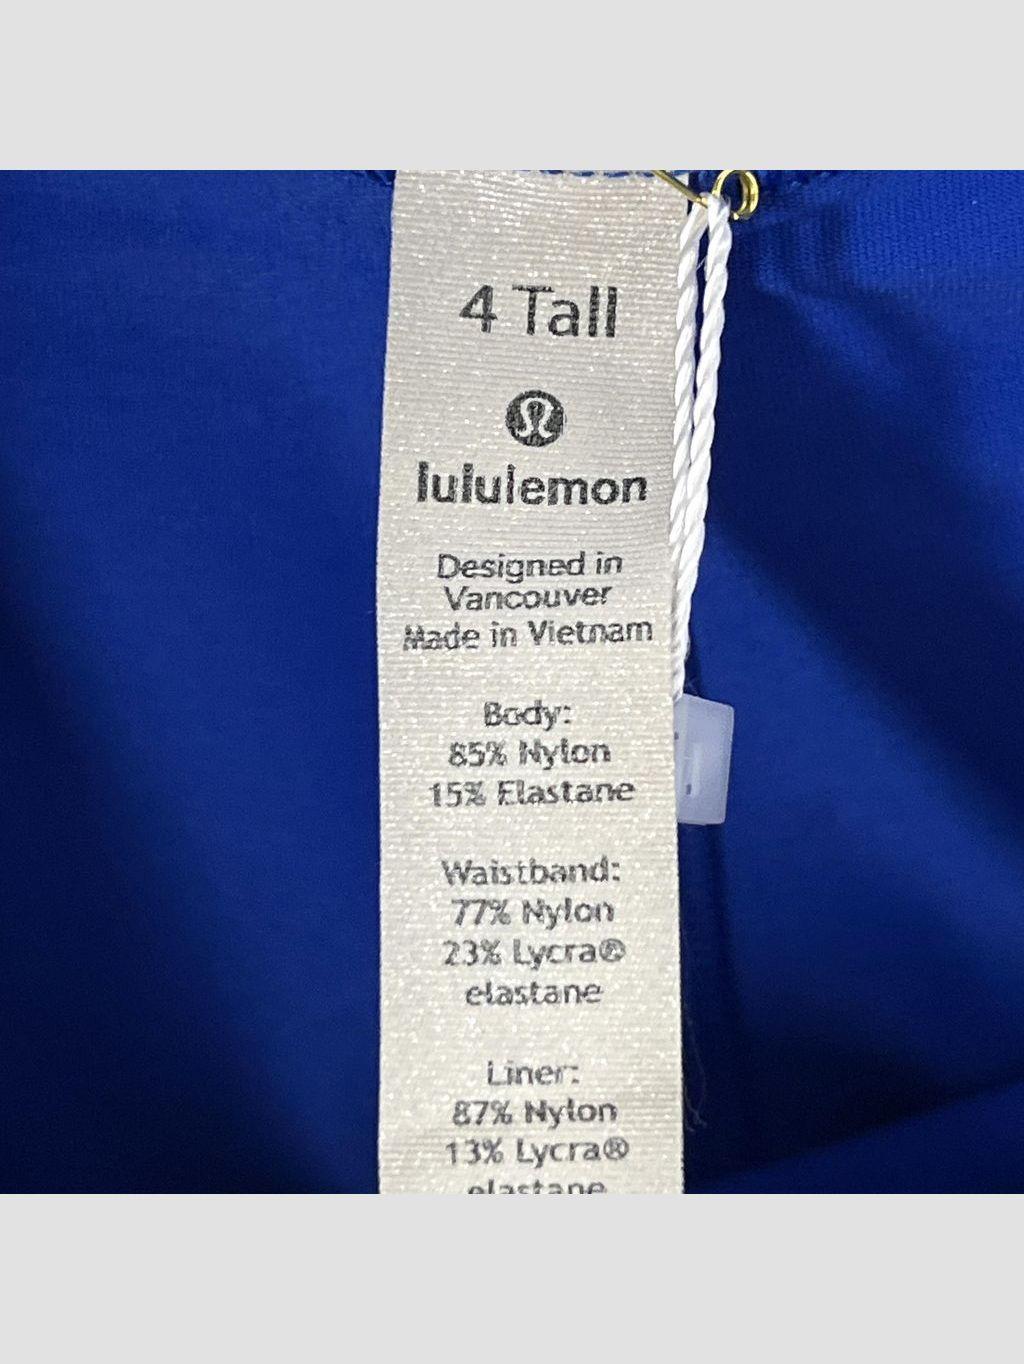 4 Tall
lululemon
Designed in
Vancouver
Made in Vietnam
Body:
85% Nylon
15% Elastane
Waistband:
77% Nylon
23% Lycra®
elastane
Liner:
87% Nylon
13% Lycra®
elastane